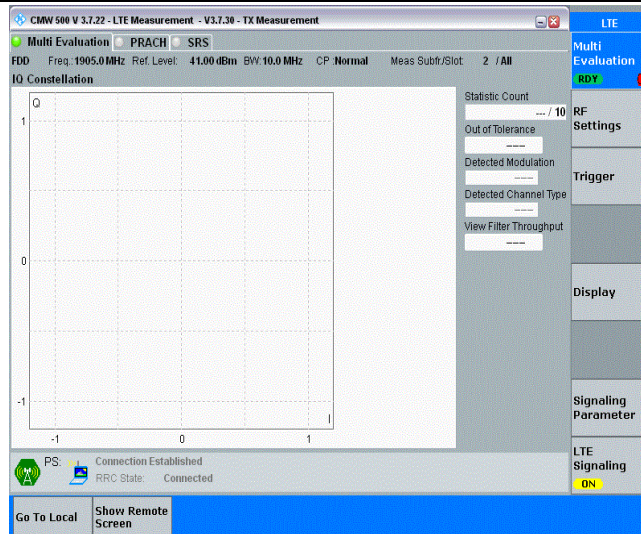 CMW 500 V 3.7.22 - LTE Measurement - V3.7.30 - TX Measurement
LTE
Multi Evaluation PRACH SRS
FDD Freq.:1905.0 MHz Ref. Level: 41.00 dBm BW:10.0 MHz CP :Normal Meas Subfr/Slot: 2 / All
IQ Constellation
Q
1
0
-1
I
-1 0 1
Statistic Count
--- / 10
Out of Tolerance
---
Detected Modulation
---
Detected Channel Type
---
View Filter Throughput
---
PS: Connection Established
RRC State: Connected
Multi
Evaluation
RDY
RF
Settings
Trigger
Display
Signaling
Parameter
LTE
Signaling
ON
Go To Local
Show Remote
Screen